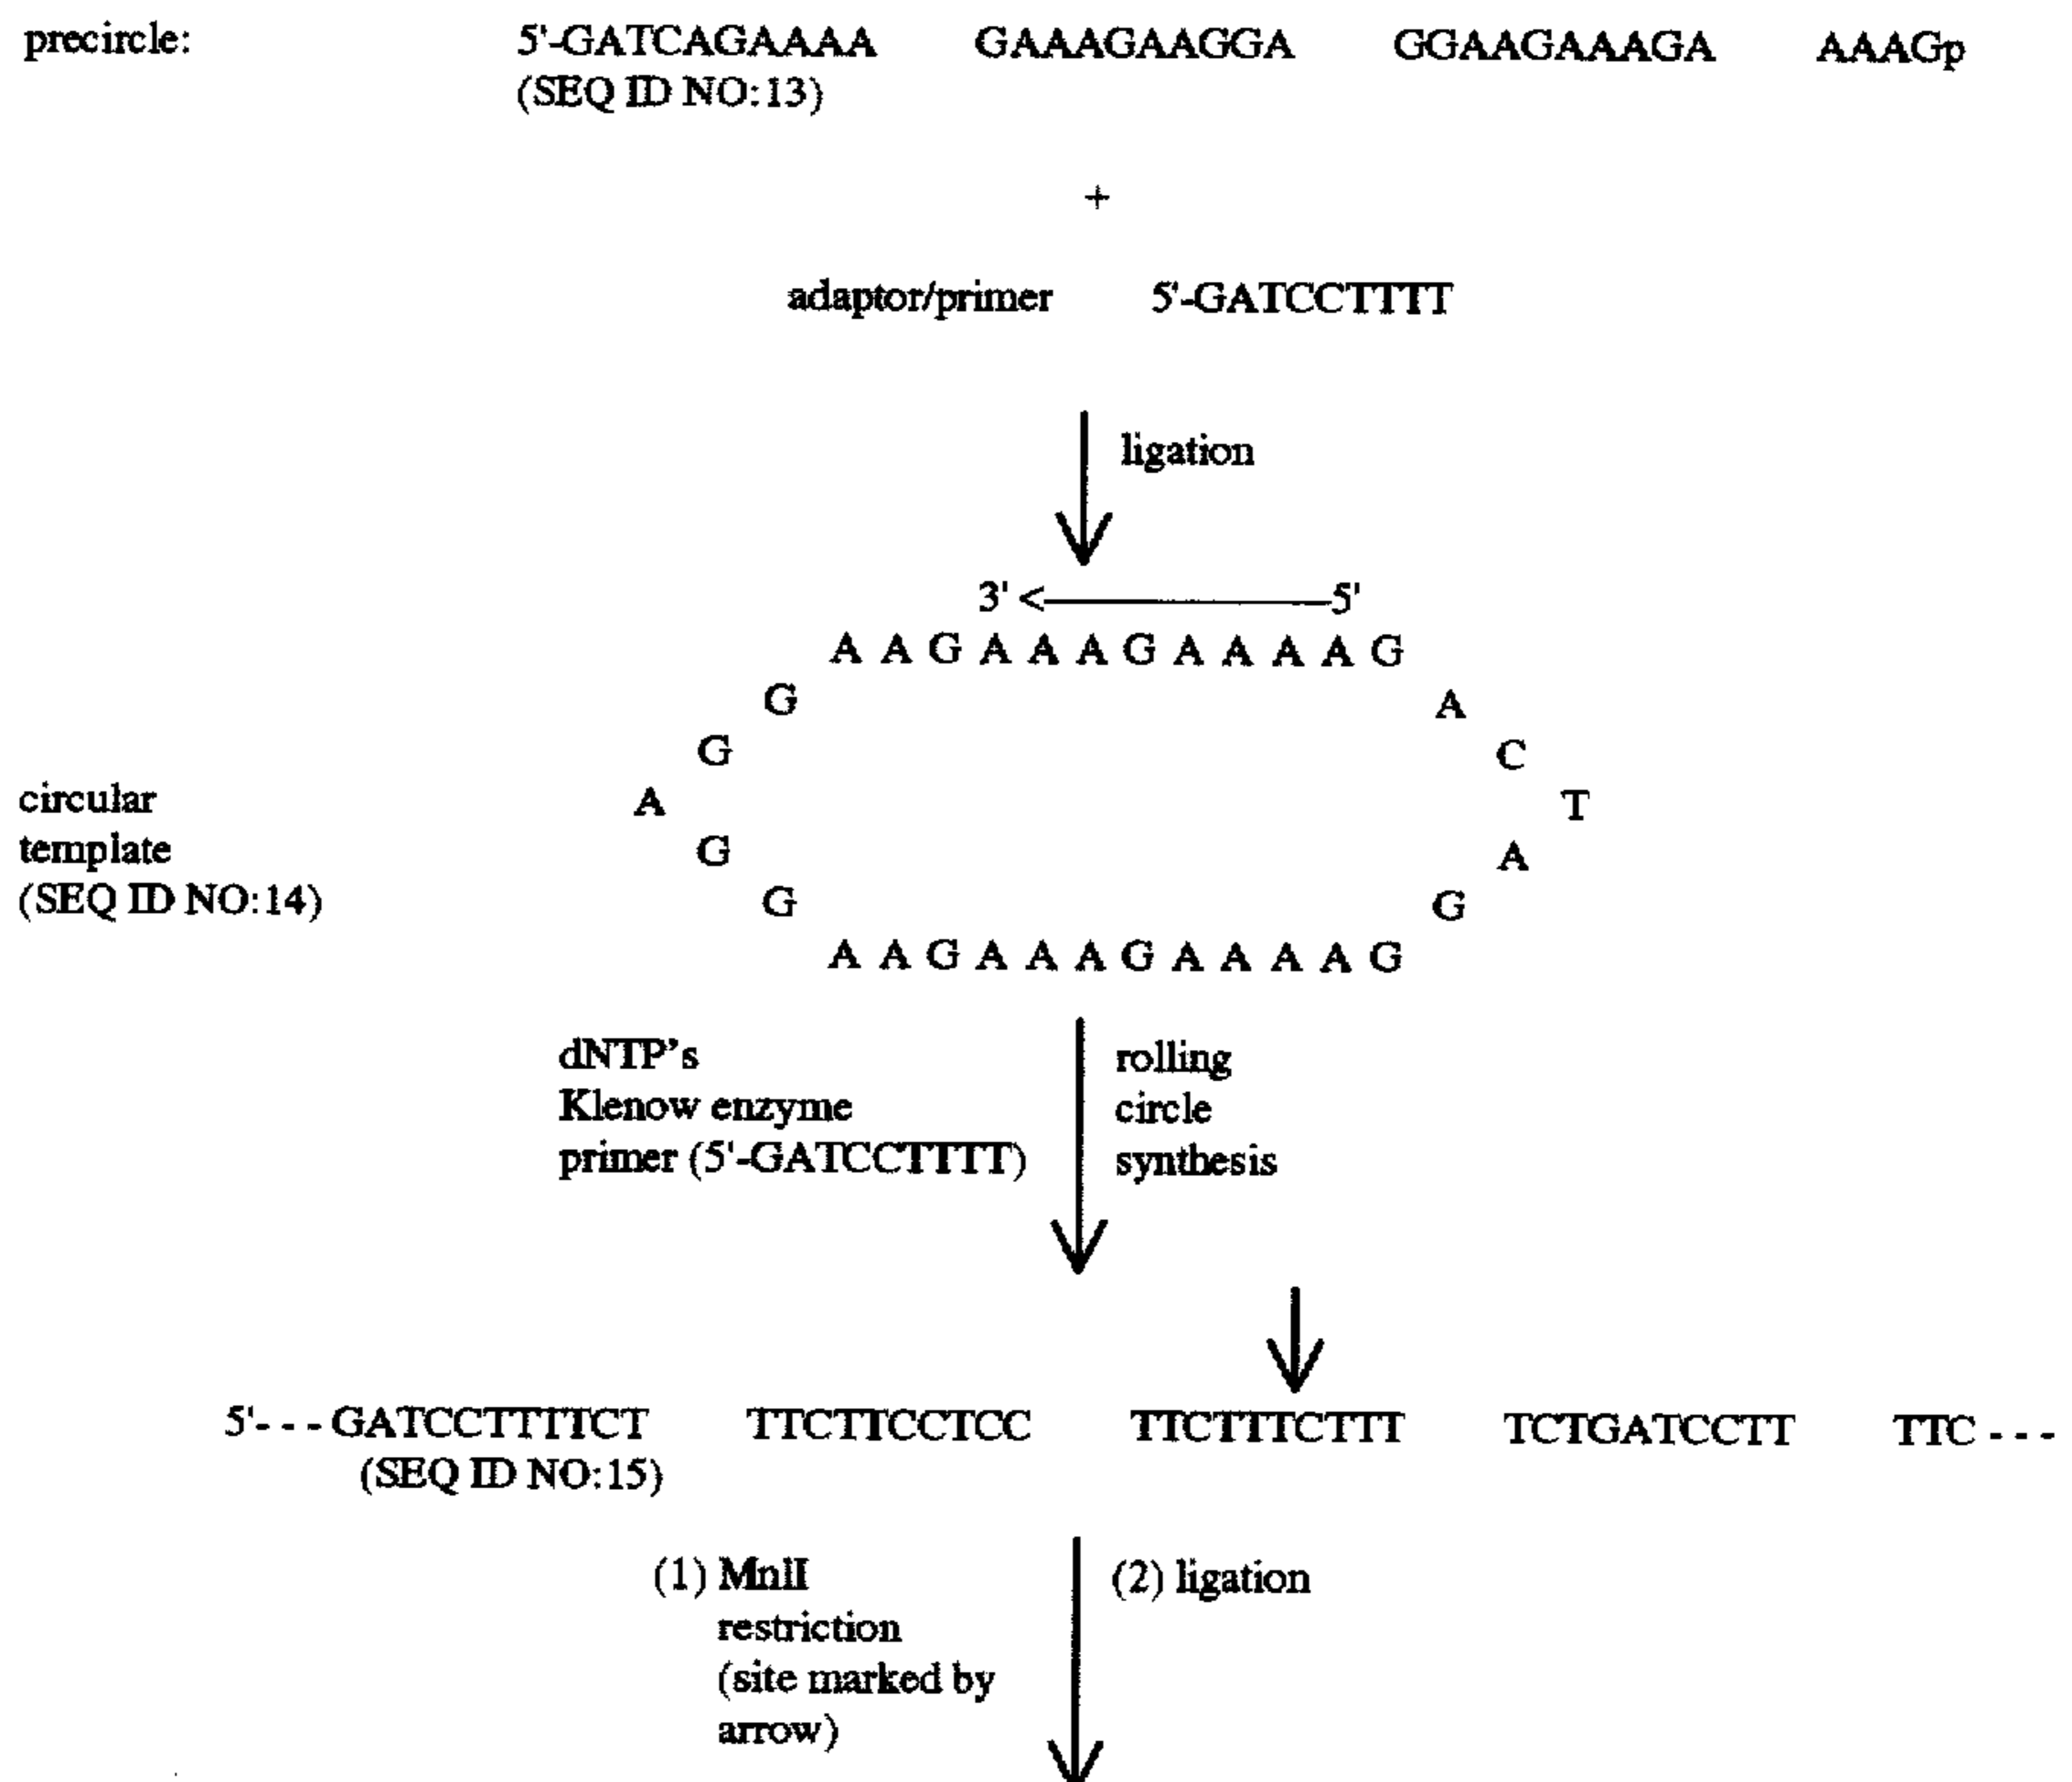 precircle: 5'-GATCAGAAAA GAAAGAAGGA GGAAGAAAGA AAAGp
(SEQ ID NO:13)
+
adaptor/primer 5'-GATCCTTTT
ligation
3' < 5'
A A G A A A G A A A A G
G A
G C
circular A T
template G A
(SEQ ID NO:14) G G
A A G A A A G A A A A G
dNTP's rolling
Klenow enzyme circle
primer (5'-GATCCTTTT) synthesis
5'- - - GATCCTTTTCT TTCTTCCTCC TTCTTTCTTT TCTGATCCTT TTC - - -
(SEQ ID NO:15)
(1) MnlI (2) ligation
restriction
(site marked by
arrow)